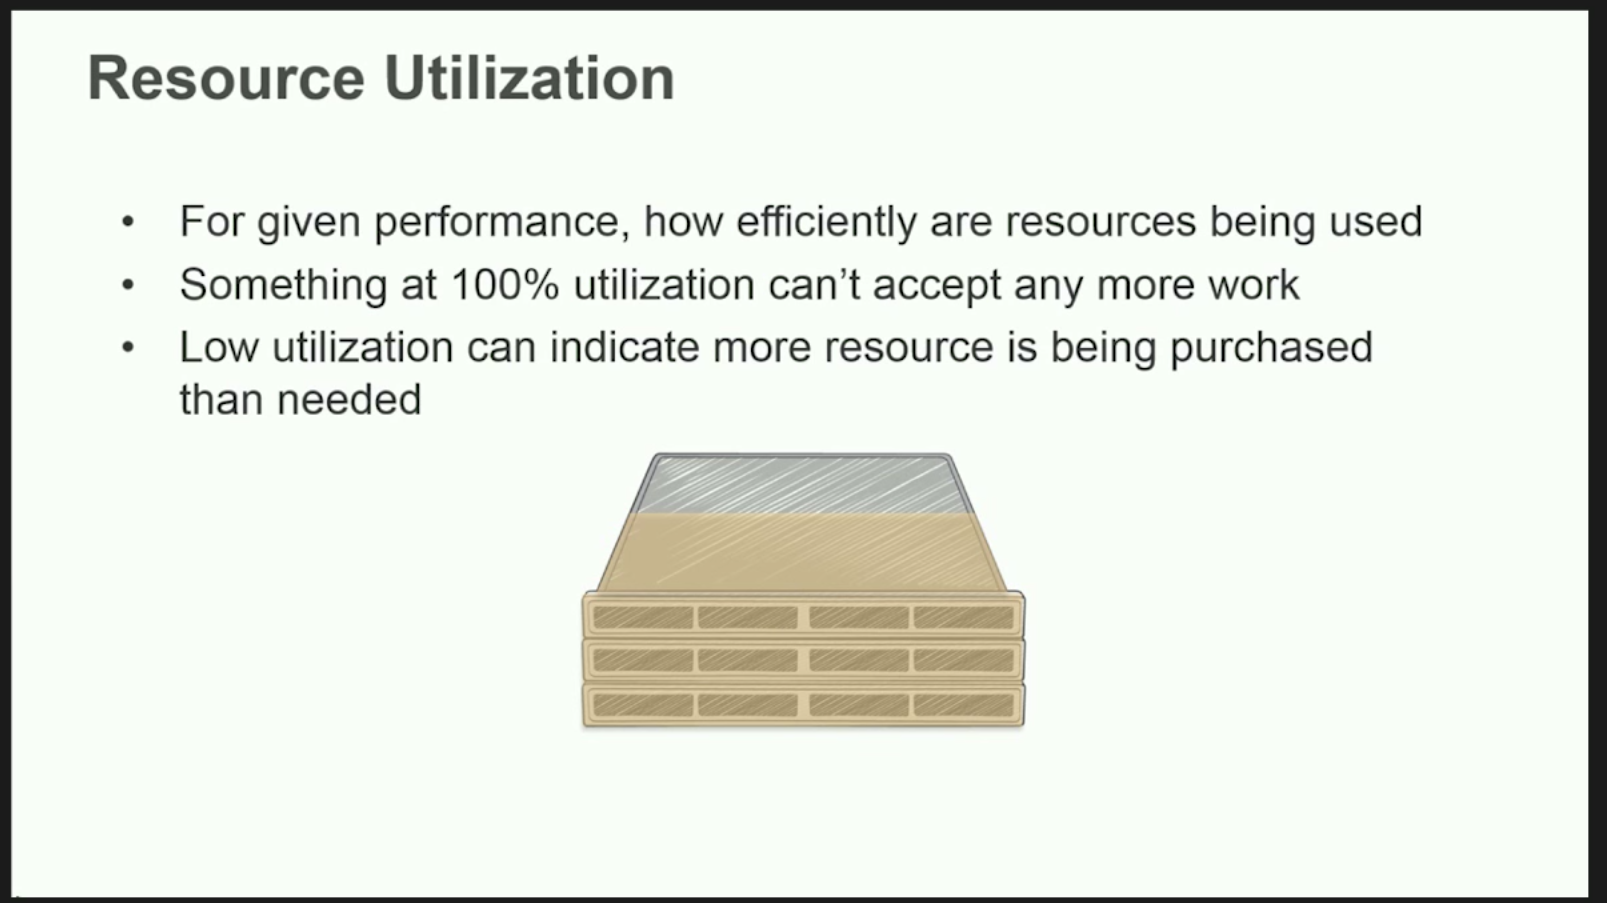 Resource Utilization
• For given performance, how efficiently are resources being used
• Something at 100% utilization can’t accept any more work
• Low utilization can indicate more resource is being purchased
than needed